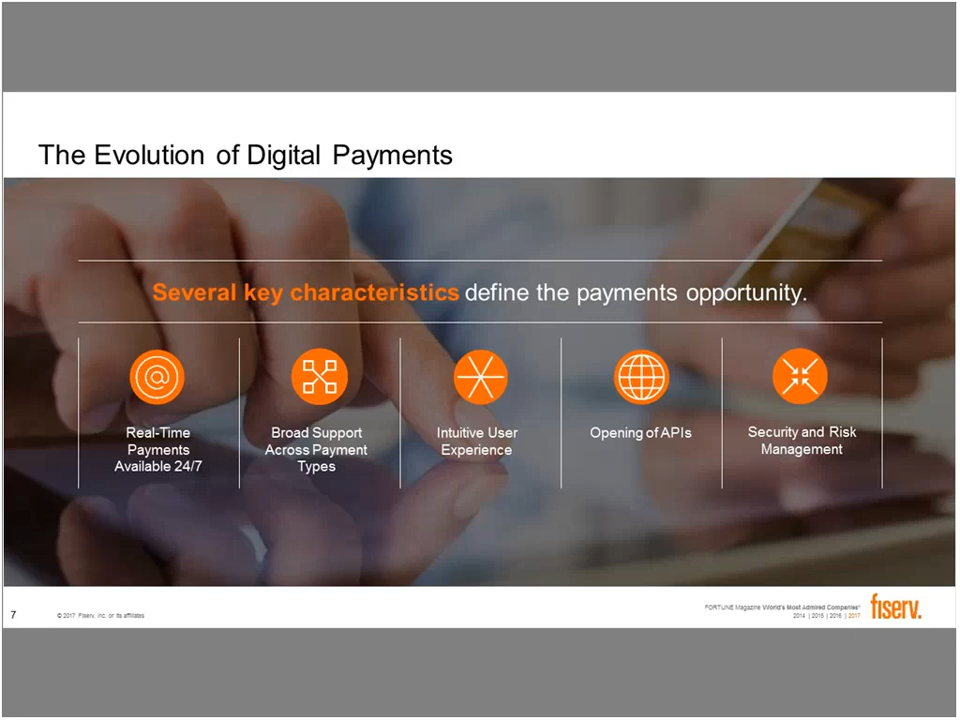 The Evolution of Digital Payments
Several key characteristics define the payments opportunity.
Real-Time
Payments
Available 24/7
Broad Support
Across Payment
Types
Intuitive User
Experience
Opening of APIs
Security and Risk
Management
7
© 2017 Fiserv, Inc. or its affiliates
FORTUNE Magazine World's Most Admired Companies®
2014 | 2015 | 2016 | 2017
fiserv.